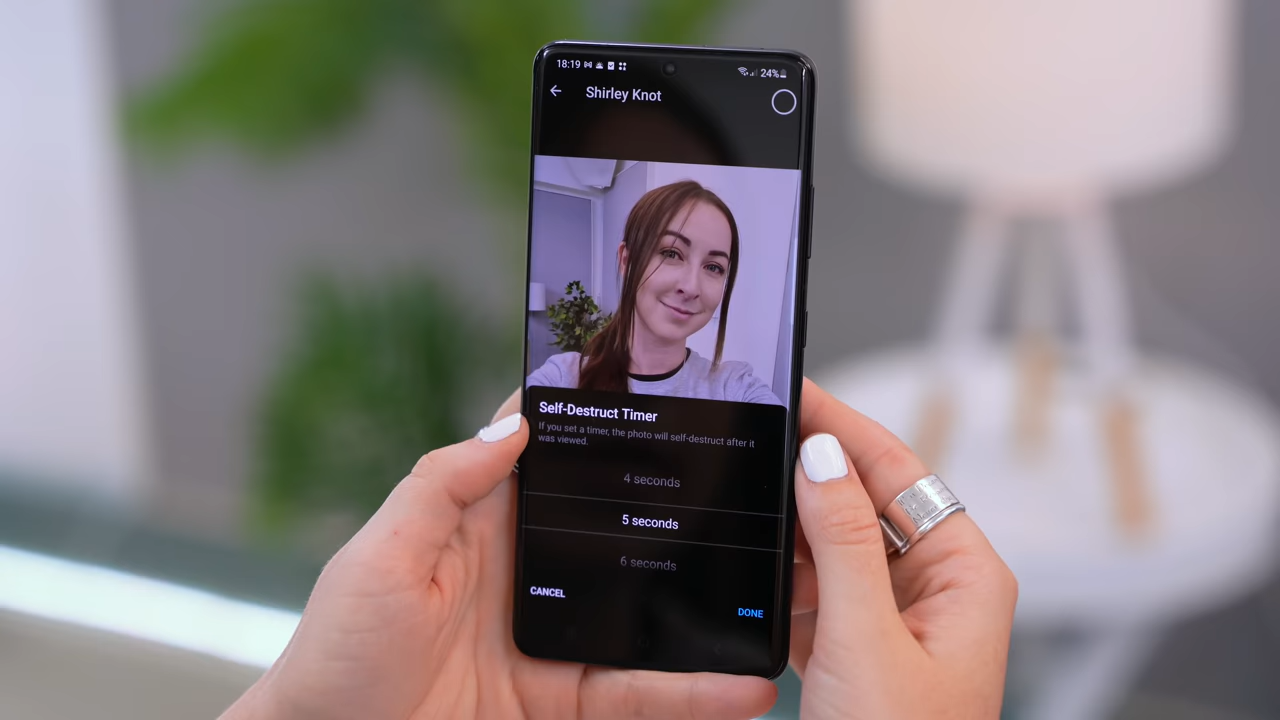 18:19 24%
Shirley Knot
Self-Destruct Timer
If you set a timer, the photo will self-destruct after it
was viewed.
4 seconds
5 seconds
6 seconds
CANCEL
DONE